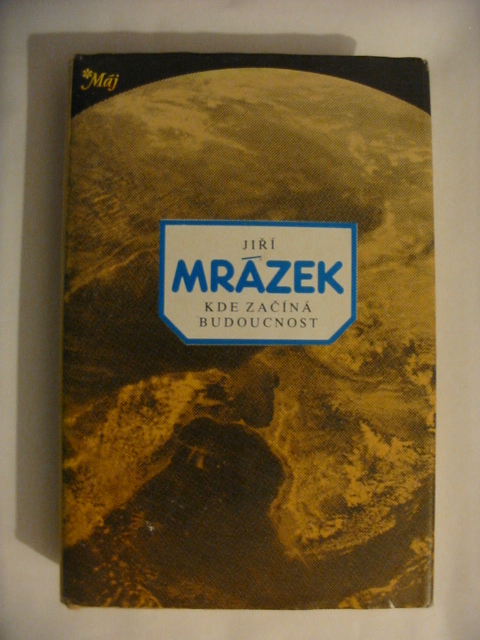 *Máj
JIŘÍ
MRÁZEK
KDE ZAČÍNÁ
BUDOUCNOST